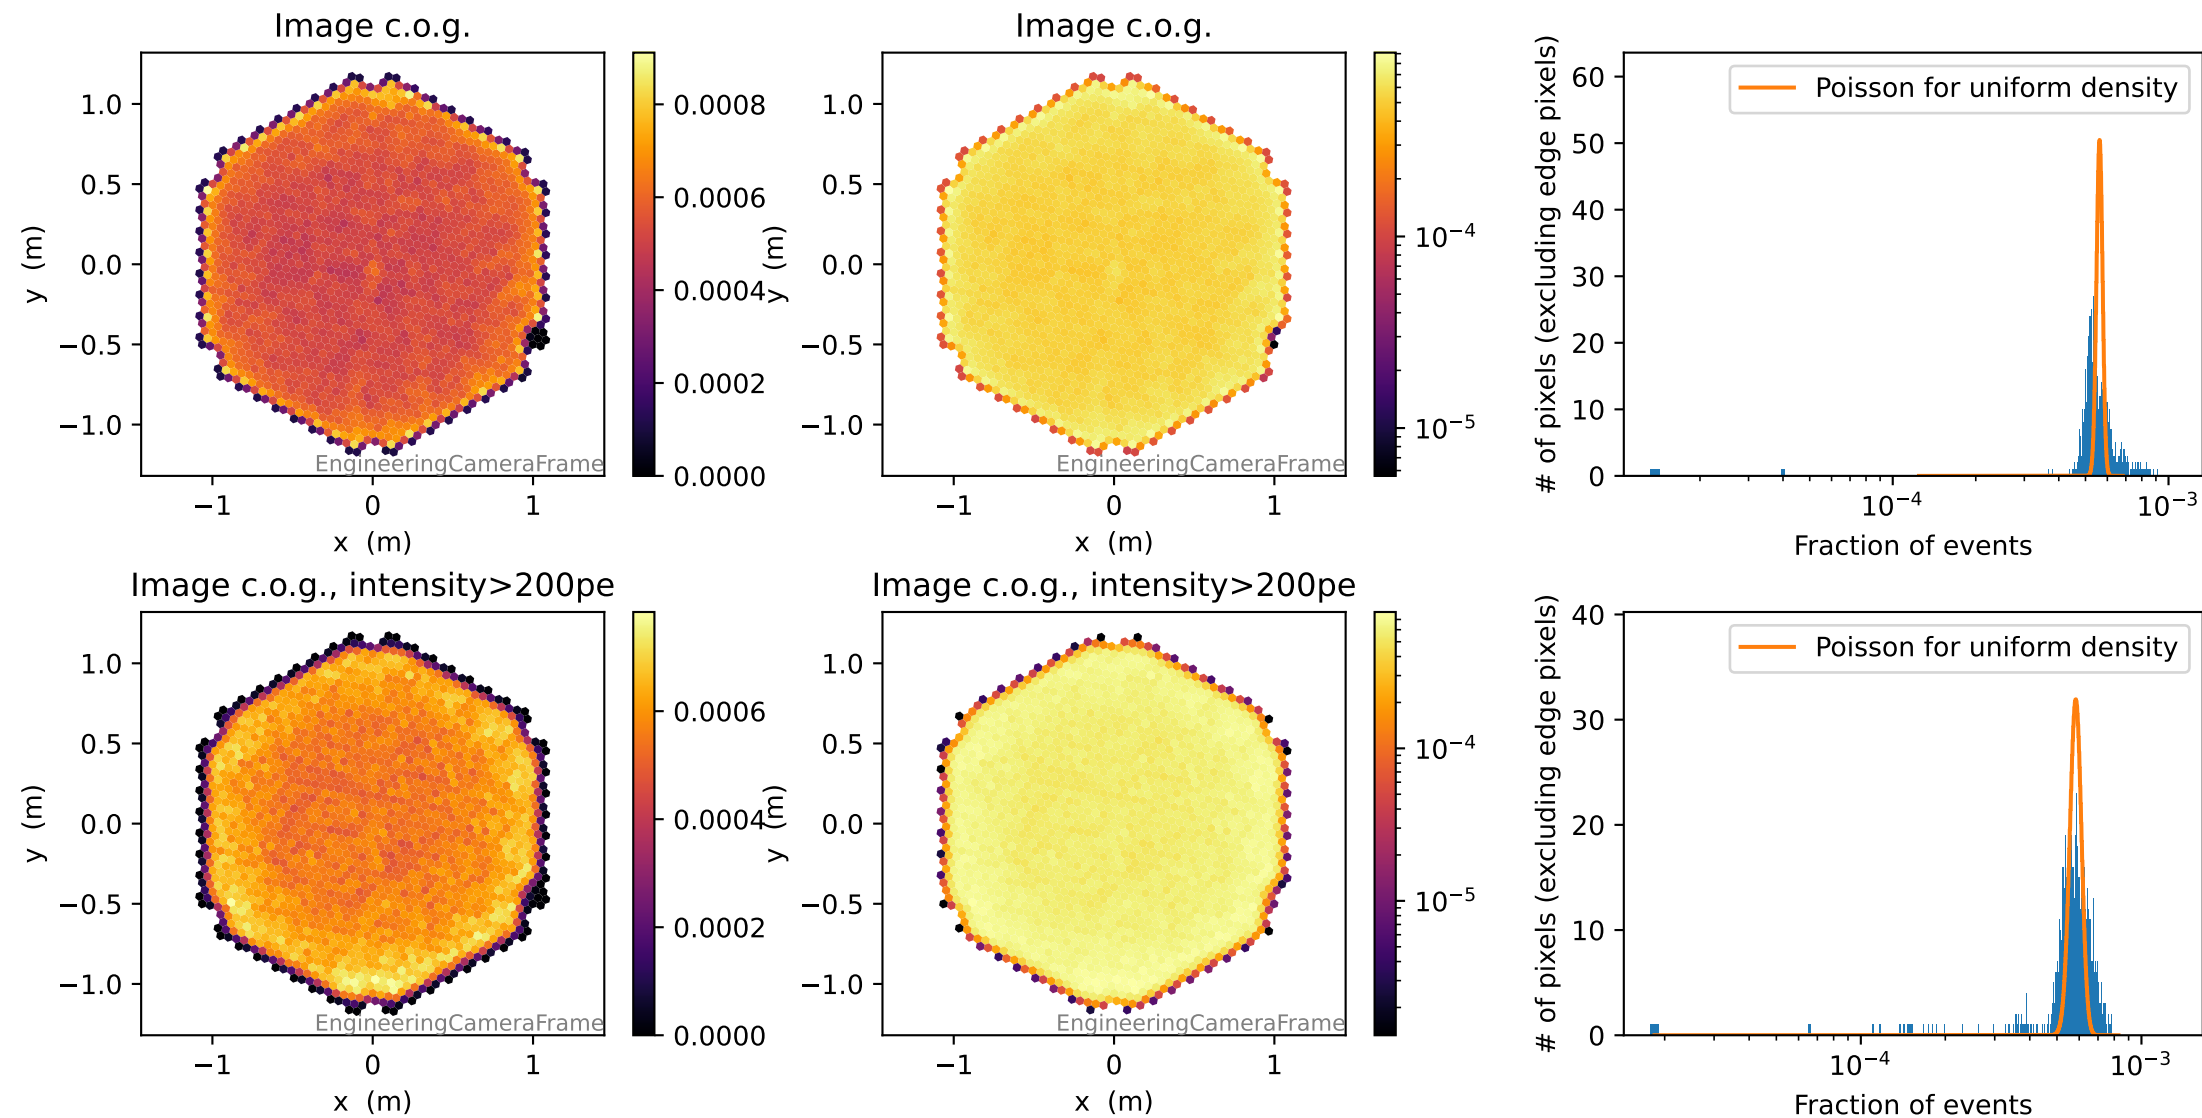 Image c.o.g.
1.0
0.5
0.0
−0.5
−1.0
y (m)
−1
0
1
x (m)
EngineeringCameraFrame
0.0008
0.0006
0.0004
0.0002
0.0000
Image c.o.g.
1.0
0.5
0.0
−0.5
−1.0
y (m)
−1
0
1
x (m)
EngineeringCameraFrame
10⁻⁴
10⁻⁵
Poisson for uniform density
60
50
40
30
20
10
0
# of pixels (excluding edge pixels)
10⁻⁴
10⁻³
Fraction of events
Image c.o.g., intensity>200pe
1.0
0.5
0.0
−0.5
−1.0
y (m)
−1
0
1
x (m)
EngineeringCameraFrame
0.0006
0.0004
0.0002
0.0000
Image c.o.g., intensity>200pe
1.0
0.5
0.0
−0.5
−1.0
y (m)
−1
0
1
x (m)
EngineeringCameraFrame
10⁻⁴
10⁻⁵
Poisson for uniform density
40
30
20
10
0
# of pixels (excluding edge pixels)
10⁻⁴
10⁻³
Fraction of events